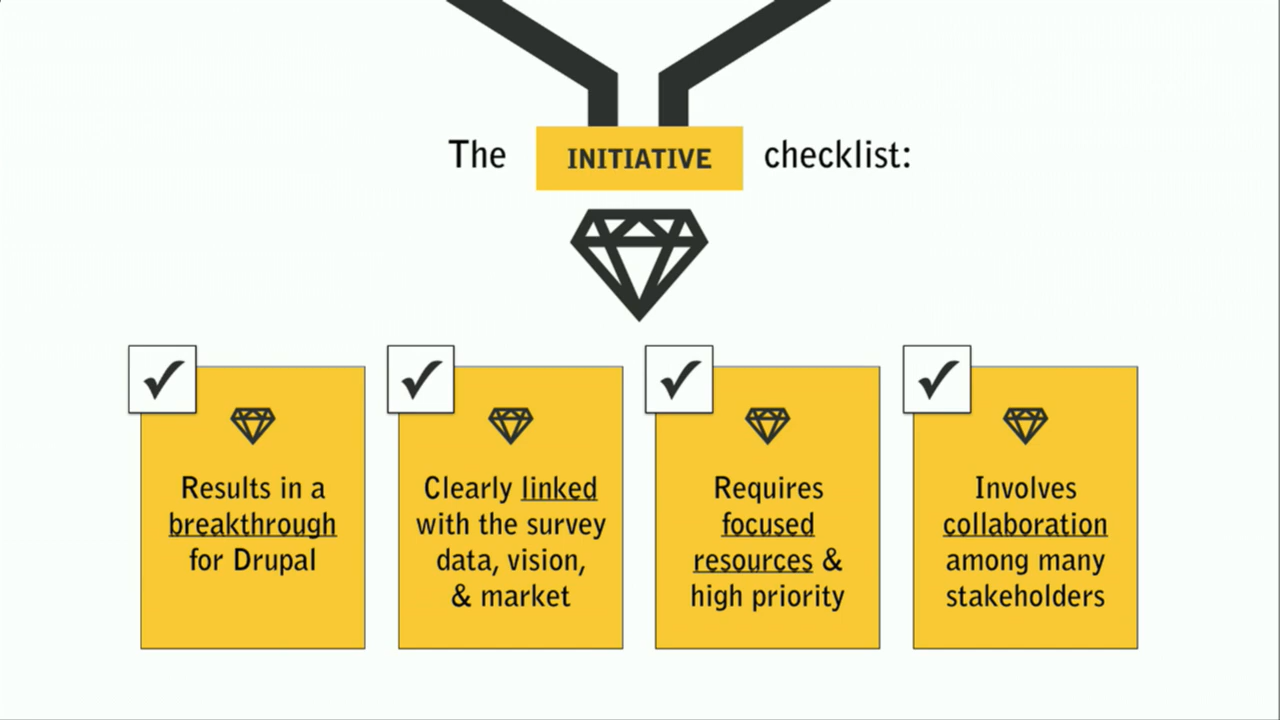 The INITIATIVE checklist:
Results in a
breakthrough
for Drupal
Clearly linked
with the survey
data, vision,
& market
Requires
focused
resources &
high priority
Involves
collaboration
among many
stakeholders